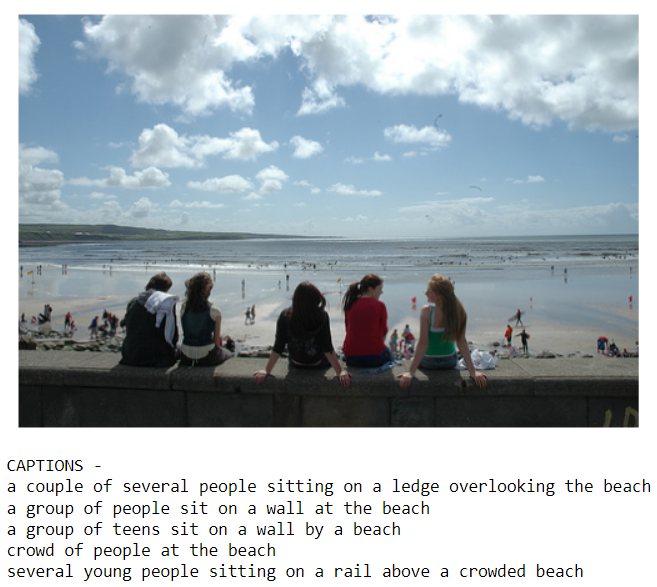 CAPTIONS -
a couple of several people sitting on a ledge overlooking the beach
a group of people sit on a wall at the beach
a group of teens sit on a wall by a beach
crowd of people at the beach
several young people sitting on a rail above a crowded beach